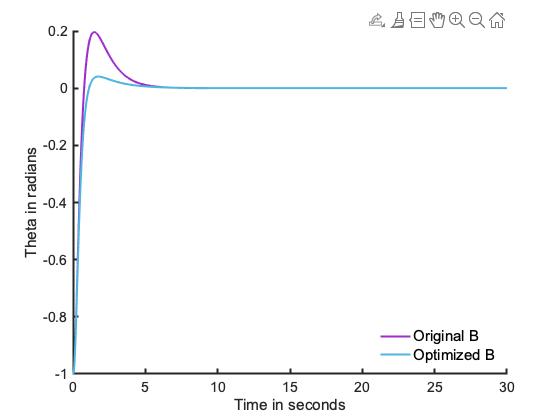 0.2
0
-0.2
-0.4
-0.6
-0.8
-1
Theta in radians
Original B
Optimized B
0 5 10 15 20 25 30
Time in seconds